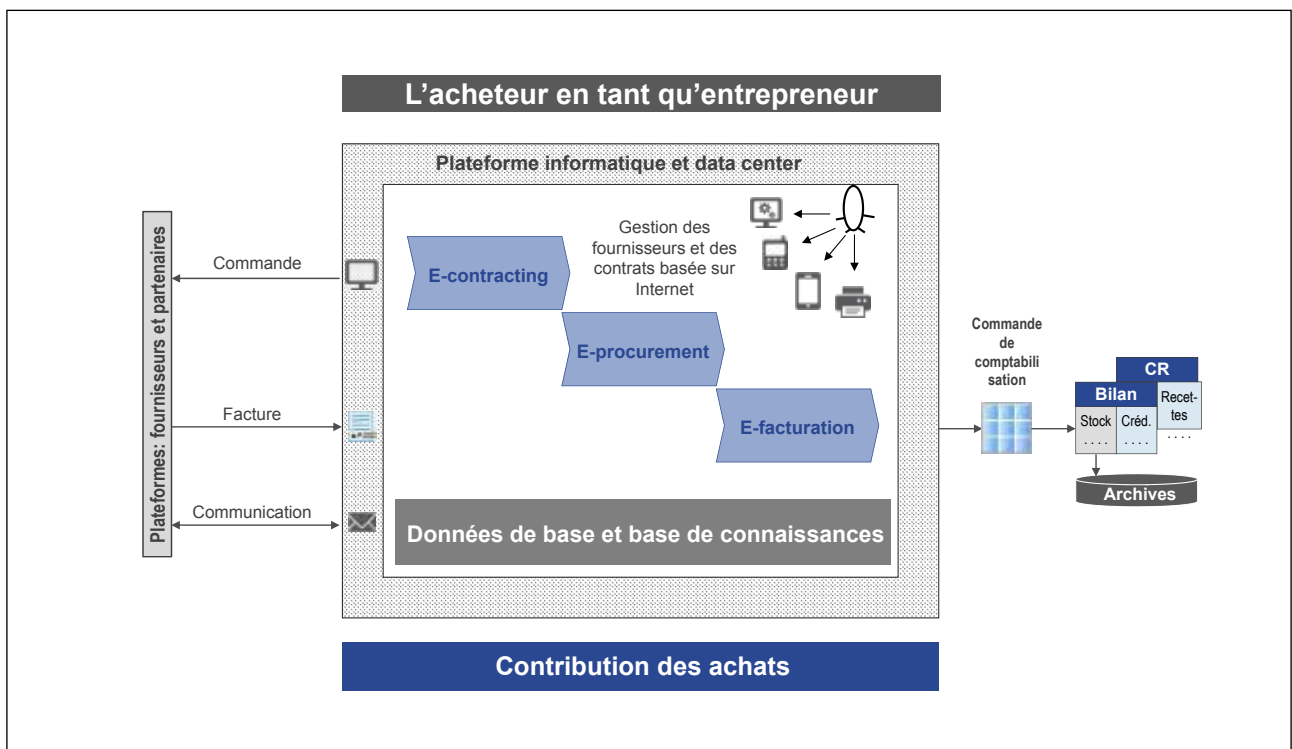 L’acheteur en tant qu’entrepreneur
Plateforme informatique et data center
Plateformes: fournisseurs et partenaires
Commande
Facture
Communication
E-contracting
Gestion des
fournisseurs et des
contrats basée sur
Internet
E-procurement
E-facturation
Données de base et base de connaissances
Commande
de
comptabili
sation
CR
Bilan
Recet-
tes
. . . .
Stock
. . . .
Créd.
. . . .
Archives
Contribution des achats